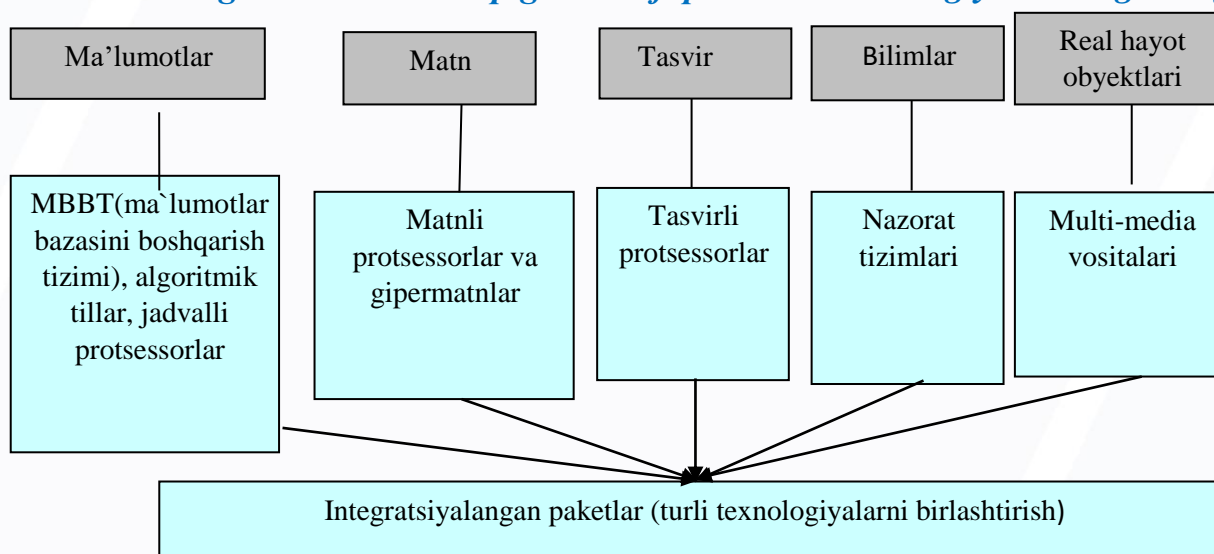 Ma’lumotlar
Matn
Tasvir
Bilimlar
Real hayot
obyektlari
MBBT(ma`lumotlar
bazasini boshqarish
tizimi), algoritmik
tillar, jadvalli
protsessorlar
Matnli
protsessorlar va
gipermatnlar
Tasvirli
protsessorlar
Nazorat
tizimlari
Multi-media
vositalari
Integratsiyalangan paketlar (turli texnologiyalarni birlashtirish)